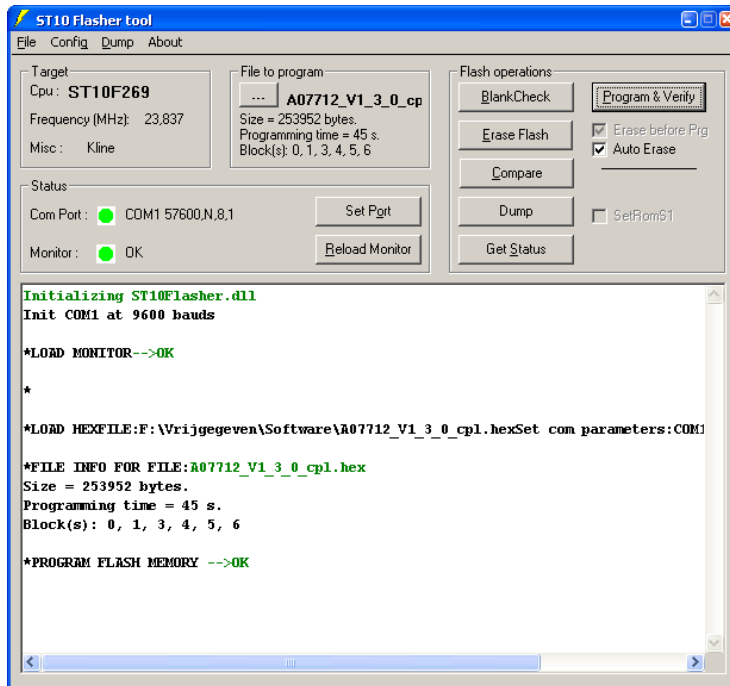 ST10 Flasher tool
File Config Dump About
Target
Cpu : ST10F269
Frequency (MHz): 23,837
Misc : Kline
File to program
... A07712_V1_3_0_cp
Size = 253952 bytes.
Programming time = 45 s.
Block(s): 0, 1, 3, 4, 5, 6
Flash operations
BlankCheck
Program & Verify
Erase Flash
Erase before Prg
Auto Erase
Compare
Dump
SetRomS1
Get Status
Status
Com Port : COM1 57600,N,8,1
Set Port
Monitor : OK
Reload Monitor
Initializing ST10Flasher.dll
Init COM1 at 9600 bauds
*LOAD MONITOR-->OK
*
*LOAD HEXFILE:F:\Vrijgegeven\Software\A07712_V1_3_0_cpl.hexSet com parameters:COM1
*FILE INFO FOR FILE:A07712_V1_3_0_cpl.hex
Size = 253952 bytes.
Programming time = 45 s.
Block(s): 0, 1, 3, 4, 5, 6
*PROGRAM FLASH MEMORY -->OK